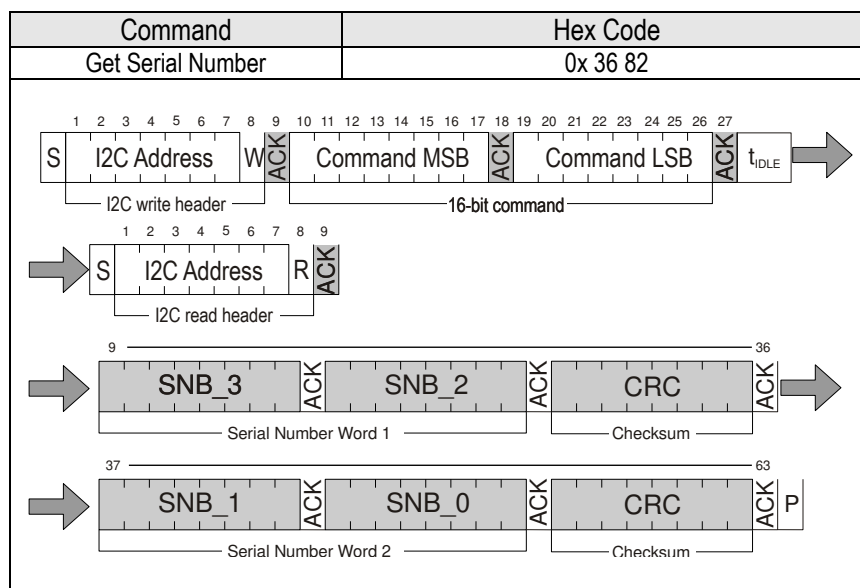 Command Hex Code
Get Serial Number 0x 36 82
1 2 3 4 5 6 7 8 9 10 11 12 13 14 15 16 17 18 19 20 21 22 23 24 25 26 27
S I2C Address W ACK Command MSB ACK Command LSB ACK tIDLE
I2C write header 16-bit command
1 2 3 4 5 6 7 8 9
S I2C Address R ACK
I2C read header
9 36
SNB_3 ACK SNB_2 ACK CRC ACK
Serial Number Word 1 Checksum
37 63
SNB_1 ACK SNB_0 ACK CRC ACK P
Serial Number Word 2 Checksum